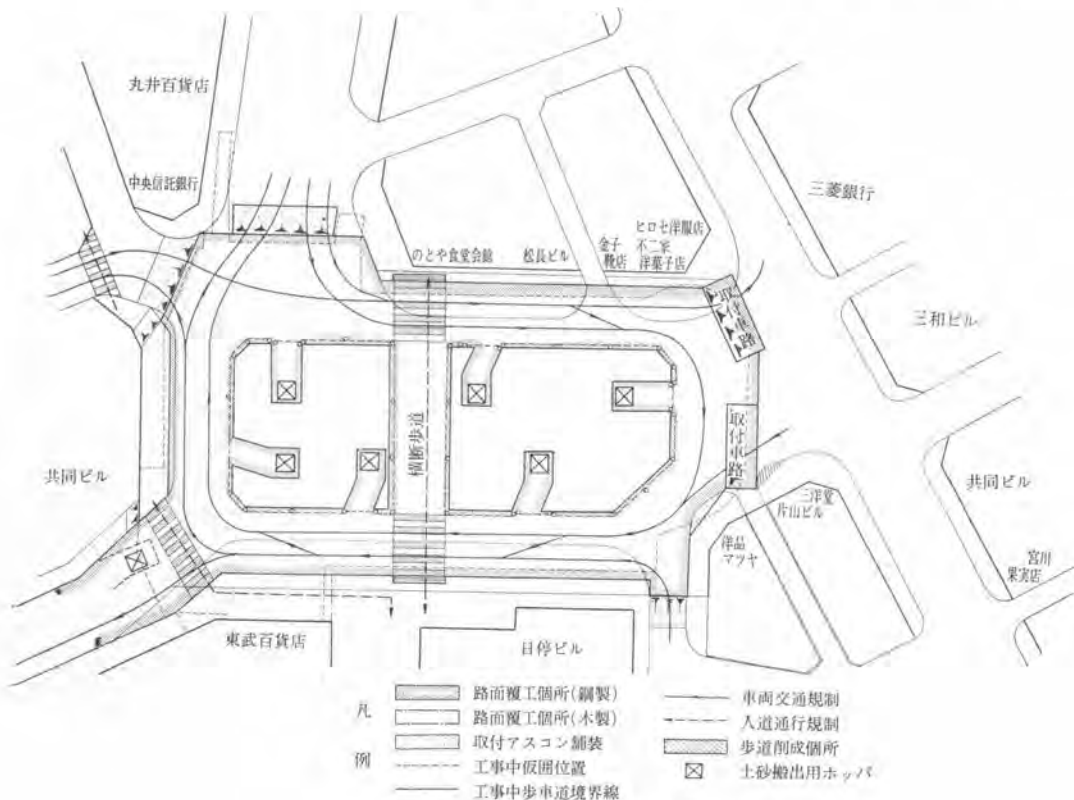 丸井百貨店
中央信託銀行
三菱銀行
ヒロセ洋服店
のとや食堂会館
松長ビル
金子
靴店
不二家
洋菓子店
取付車路
三和ビル
横断歩道
取付車路
共同ビル
共同ビル
三洋堂
片山ビル
洋品
マツヤ
宮川
果実店
東武百貨店
日停ビル
凡例
路面覆工個所(鋼製)
路面覆工個所(木製)
取付アスコン舗装
工事中仮囲位置
工事中歩車道境界線
車両交通規制
人道通行規制
歩道削成個所
土砂搬出用ホッパ